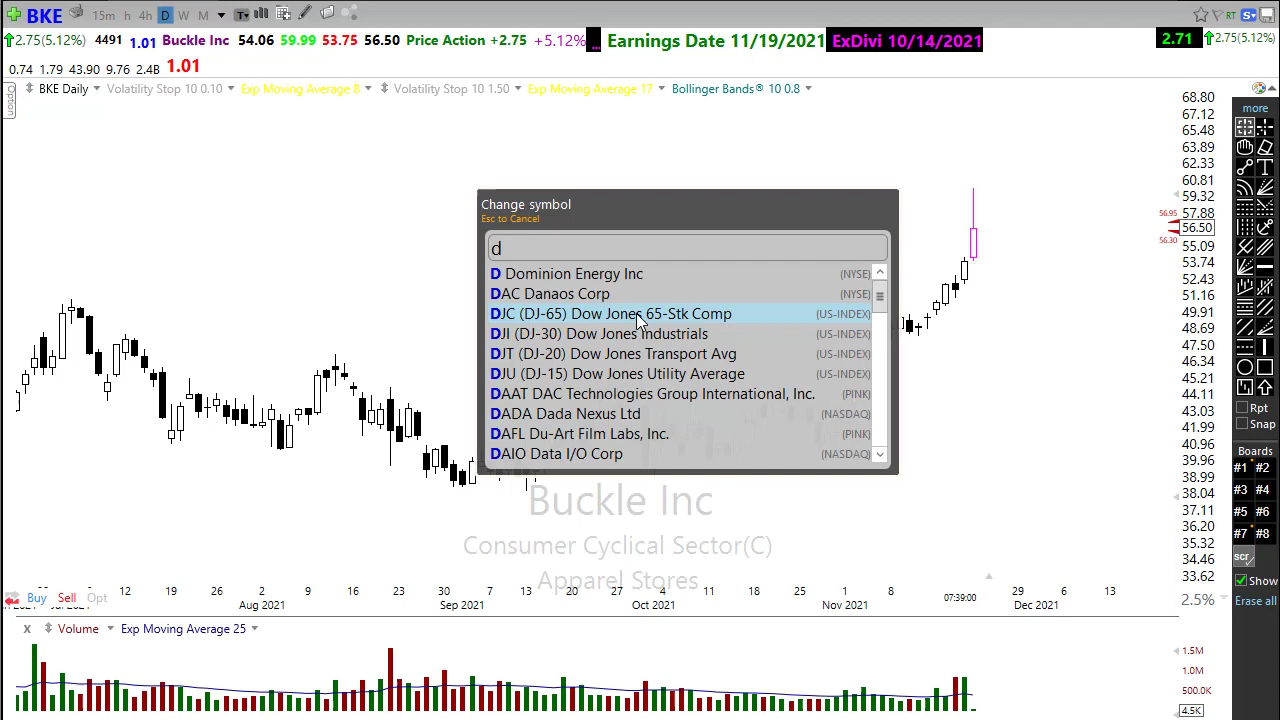 BKE 15m h 4h D W M T
RT S
2.75(5.12%) 4491 1.01 Buckle Inc 54.06 59.99 53.75 56.50 Price Action +2.75 +5.12% ... Earnings Date 11/19/2021 ExDivi 10/14/2021 2.71 2.75(5.12%)
0.74 1.79 43.90 9.76 2.4B 1.01
Option
BKE Daily Volatility Stop 10 0.10 Exp Moving Average 8 Volatility Stop 10 1.50 Exp Moving Average 17 Bollinger Bands® 10 0.8
Change symbol
Esc to Cancel
d
D Dominion Energy Inc (NYSE)
DAC Danaos Corp (NYSE)
DJC (DJ-65) Dow Jones 65-Stk Comp (US-INDEX)
DJI (DJ-30) Dow Jones Industrials (US-INDEX)
DJT (DJ-20) Dow Jones Transport Avg (US-INDEX)
DJU (DJ-15) Dow Jones Utility Average (US-INDEX)
DAAT DAC Technologies Group International, Inc. (PINK)
DADA Dada Nexus Ltd (NASDAQ)
DAFL Du-Art Film Labs, Inc. (PINK)
DAIO Data I/O Corp (NASDAQ)
Buckle Inc
Consumer Cyclical Sector(C)
Apparel Stores
68.80
67.12
65.48
63.89
62.33
60.81
59.32
57.88
56.95
56.50
56.30
55.09
53.74
52.43
51.16
49.91
48.69
47.50
46.34
45.21
44.11
43.03
41.99
40.96
39.96
38.99
38.04
37.11
36.20
35.32
34.46
33.62
2.5%
more
Rpt
Snap
Boards
#1 #2
#3 #4
#5 #6
#7 #8
scr
Show
Erase all
12 19 26 2 9 16 23 30 7 13 20 27 4 11 18 25 1 8 29 6 13
Buy Sell Opt
Aug 2021 Sep 2021 Oct 2021 Nov 2021 07:39:00 Dec 2021
x Volume Exp Moving Average 25
1.5M
1.0M
500.0K
4.5K